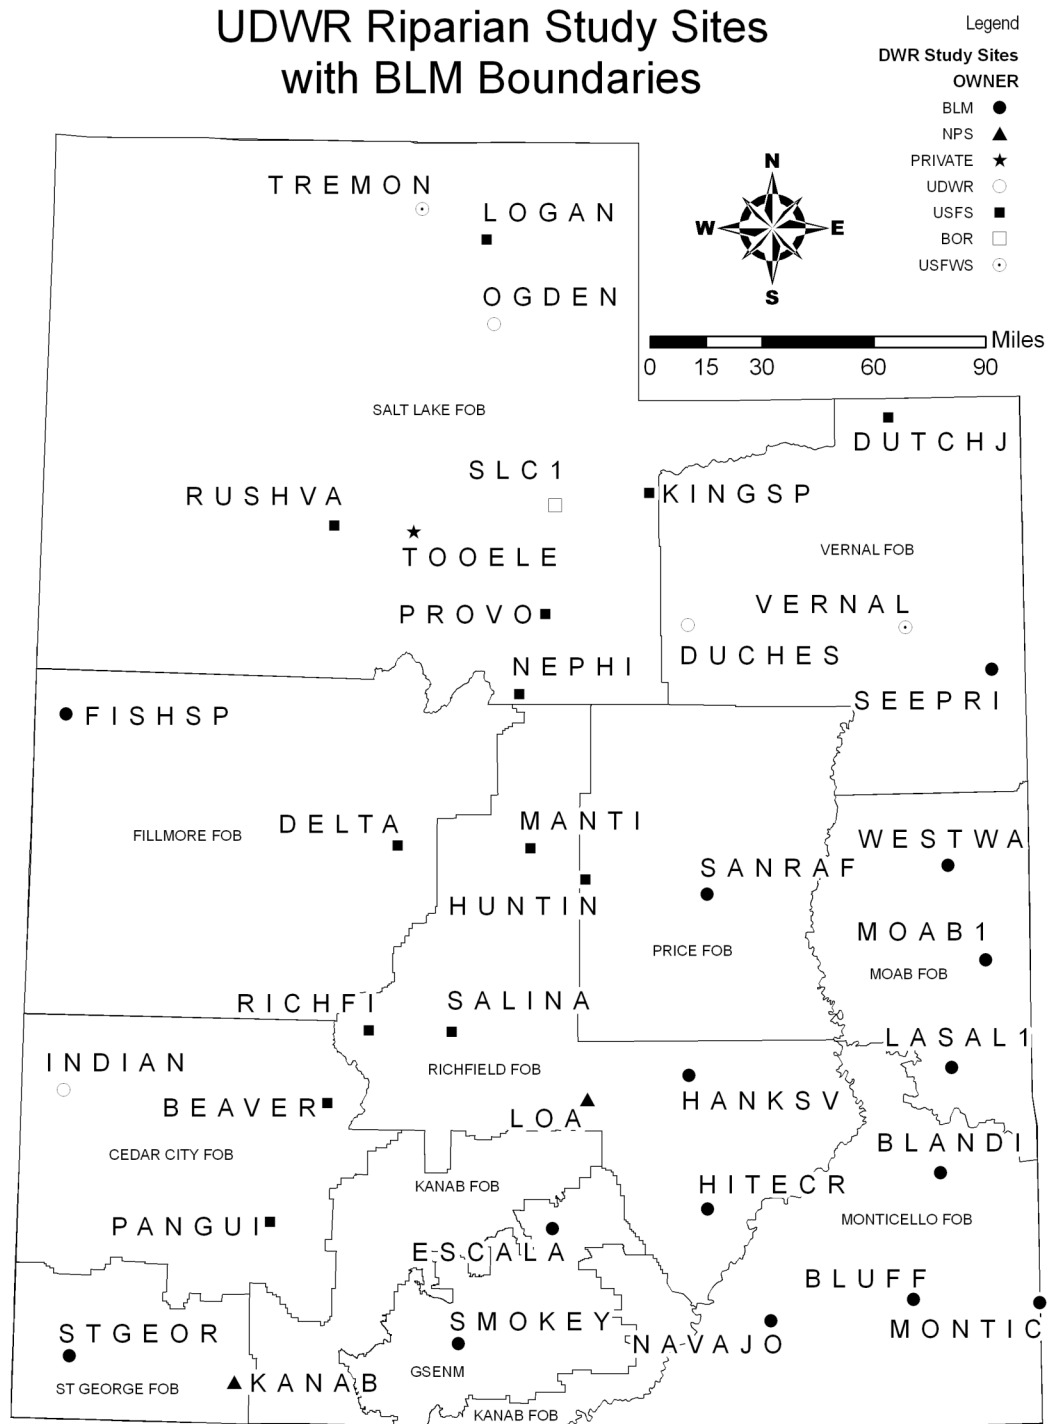 UDWR Riparian Study Sites
with BLM Boundaries
Legend
DWR Study Sites
OWNER
BLM
NPS
PRIVATE
UDWR
USFS
BOR
USFWS
N
W E
S
Miles
0 15 30 60 90
TREMON
LOGAN
OGDEN
SALT LAKE FOB
DUTCHJ
SLC1
KINGSP
RUSHVA
TOOELE
VERNAL FOB
VERNAL
PROVO
DUCHES
NEPHI
SEEPRI
FISHSP
DELTA
MANTI
FILLMORE FOB
WESTWA
SANRAF
HUNTIN
MOAB1
PRICE FOB
MOAB FOB
RICHFI
SALINA
LASAL1
INDIAN
RICHFIELD FOB
HANKSV
BEAVER
LOA
BLANDI
CEDAR CITY FOB
KANAB FOB
HITECR
PANGUI
MONTICELLO FOB
ESCALA
BLUFF
SMOKEY
STGEOR
MONTIC
NAVAJO
GSENM
KANAB
ST GEORGE FOB
KANAB FOB